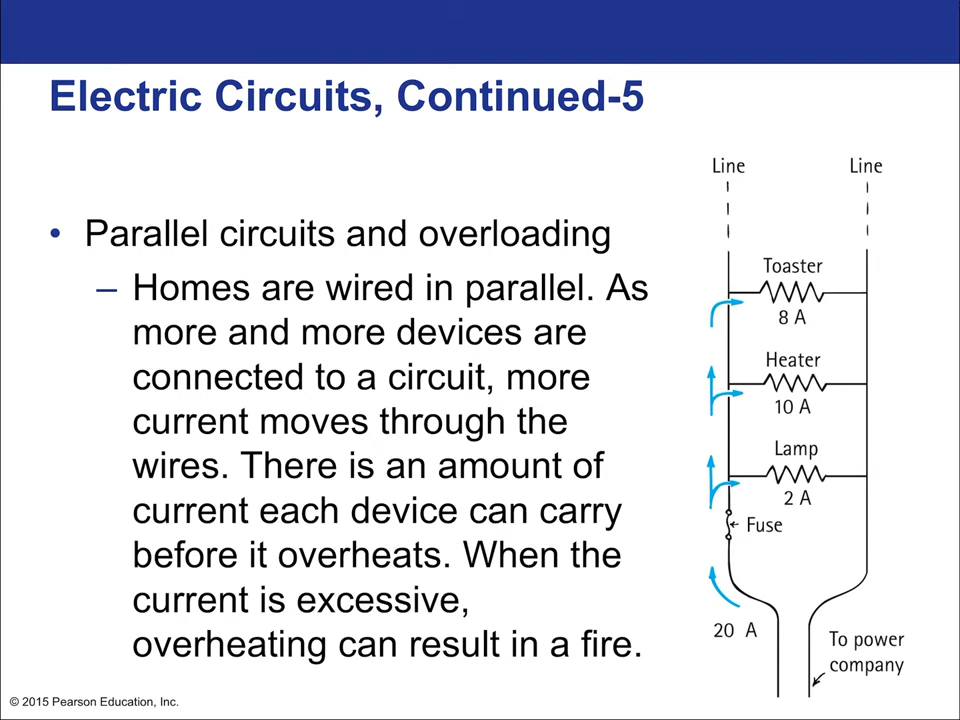 Electric Circuits, Continued-5
• Parallel circuits and overloading
– Homes are wired in parallel. As
more and more devices are
connected to a circuit, more
current moves through the
wires. There is an amount of
current each device can carry
before it overheats. When the
current is excessive,
overheating can result in a fire.
Line
Line
Toaster
8 A
Heater
10 A
Lamp
2 A
Fuse
20 A
To power
company
© 2015 Pearson Education, Inc.